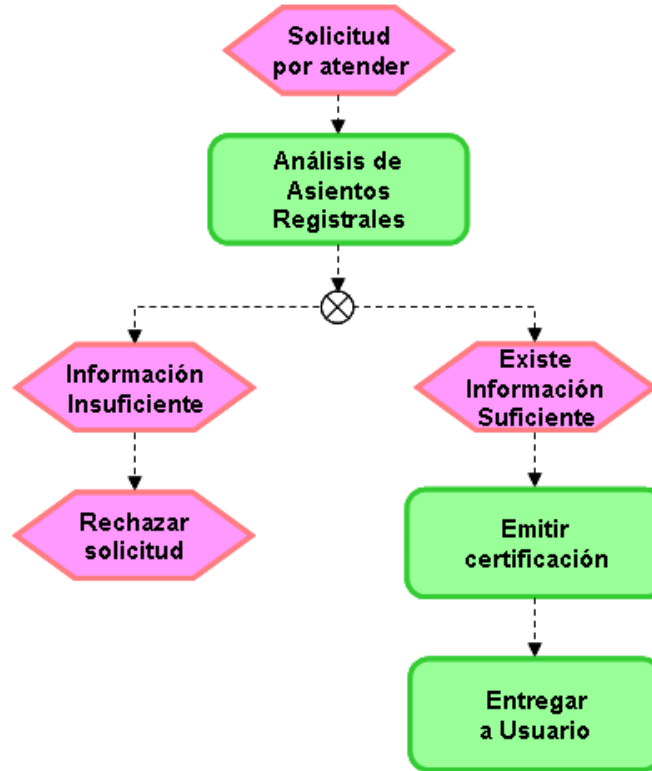 Solicitud
por atender
Análisis de
Asientos
Registrales
Información
Insuficiente
Existe
Información
Suficiente
Rechazar
solicitud
Emitir
certificación
Entregar
a Usuario